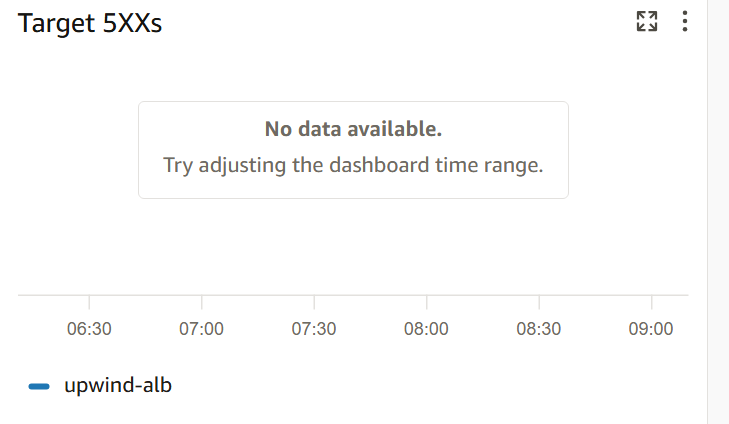 Target 5XXs
No data available.
Try adjusting the dashboard time range.
06:30 07:00 07:30 08:00 08:30 09:00
upwind-alb